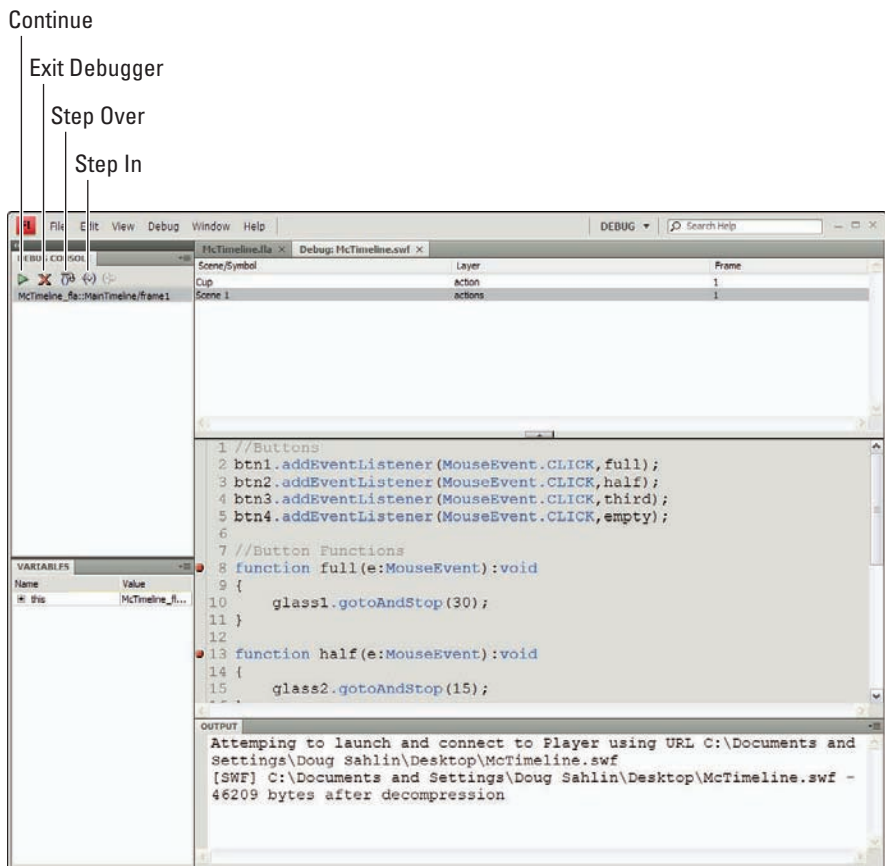 Continue
Exit Debugger
Step Over
Step In
File Edit View Debug Window Help
DEBUG
Search Help
DEBUG CONSOL
McTimeline.fla
Debug: McTimeline.swf
McTimeline_fla::MainTimeline/frame1
Scene/Symbol Layer Frame
Cup action 1
Scene 1 actions 1
1 //Buttons
2 btn1.addEventListener(MouseEvent.CLICK,full);
3 btn2.addEventListener(MouseEvent.CLICK,half);
4 btn3.addEventListener(MouseEvent.CLICK,third);
5 btn4.addEventListener(MouseEvent.CLICK,empty);
6
7 //Button Functions
8 function full(e:MouseEvent):void
9 {
10 glass1.gotoAndStop(30);
11 }
12
13 function half(e:MouseEvent):void
14 {
15 glass2.gotoAndStop(15);
VARIABLES
Name Value
this McTimeline_fl...
OUTPUT
Attemping to launch and connect to Player using URL C:\Documents and
Settings\Doug Sahlin\Desktop\McTimeline.swf
[SWF] C:\Documents and Settings\Doug Sahlin\Desktop\McTimeline.swf -
46209 bytes after decompression